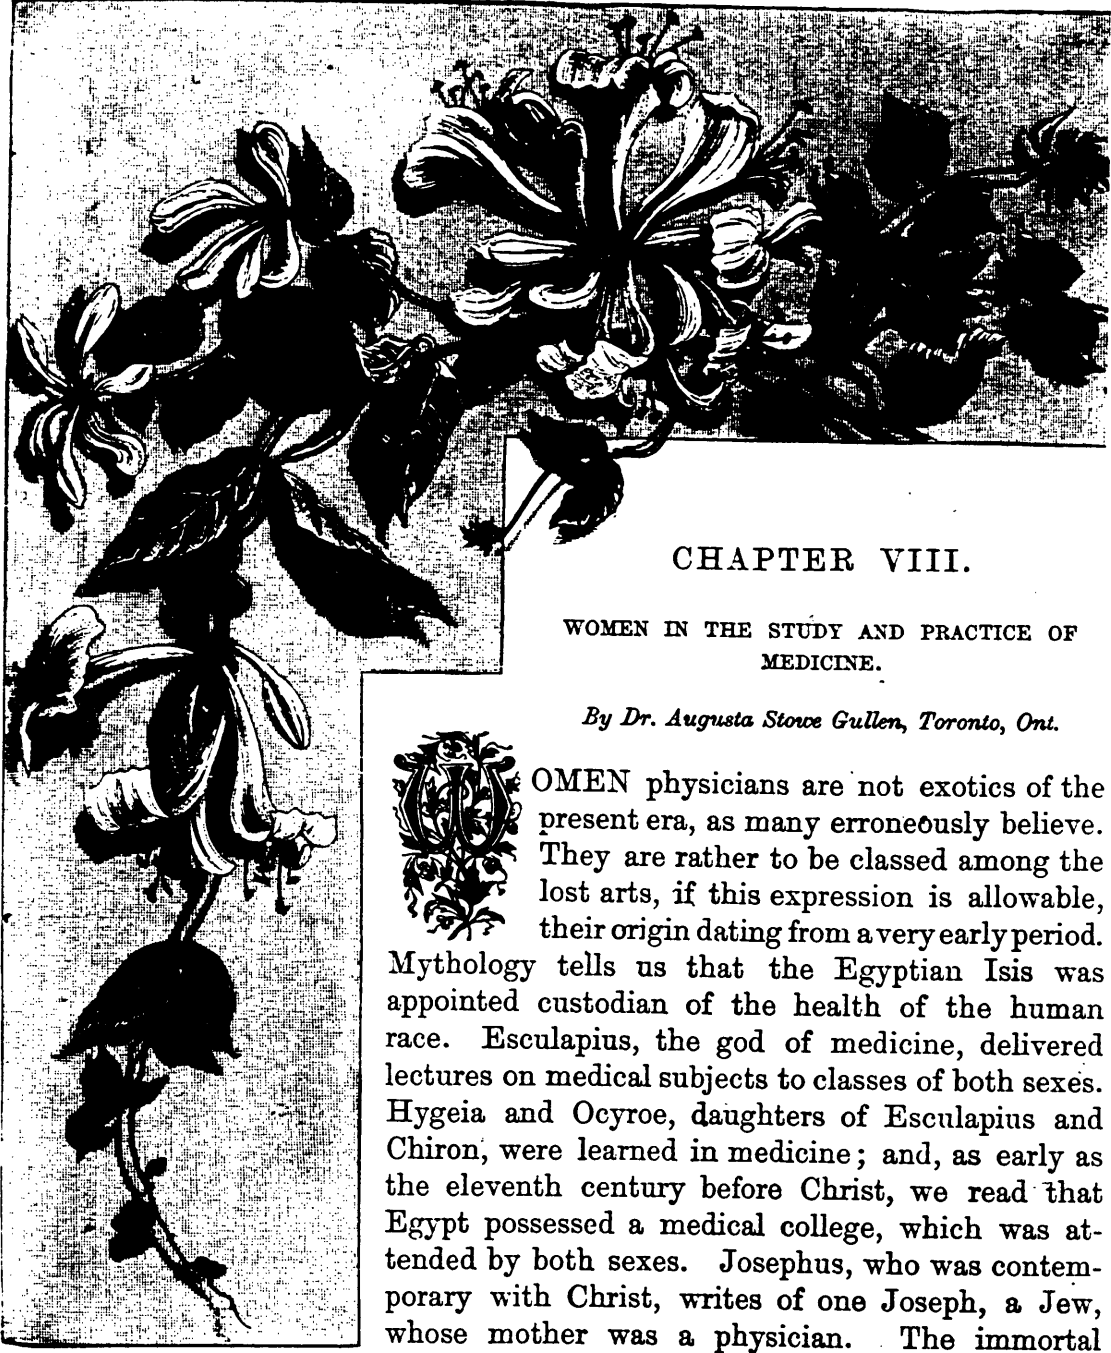 CHAPTER VIII.
WOMEN IN THE STUDY AND PRACTICE OF
MEDICINE.
By Dr. Augusta Stowe Gullen, Toronto, Ont.
WOMEN physicians are not exotics of the
present era, as many erroneously believe.
They are rather to be classed among the
lost arts, if this expression is allowable,
their origin dating from a very early period.
Mythology tells us that the Egyptian Isis was
appointed custodian of the health of the human
race. Esculapius, the god of medicine, delivered
lectures on medical subjects to classes of both sexes.
Hygeia and Ocyroe, daughters of Esculapius and
Chiron, were learned in medicine; and, as early as
the eleventh century before Christ, we read that
Egypt possessed a medical college, which was at-
tended by both sexes. Josephus, who was contem-
porary with Christ, writes of one Joseph, a Jew,
whose mother was a physician. The immortal